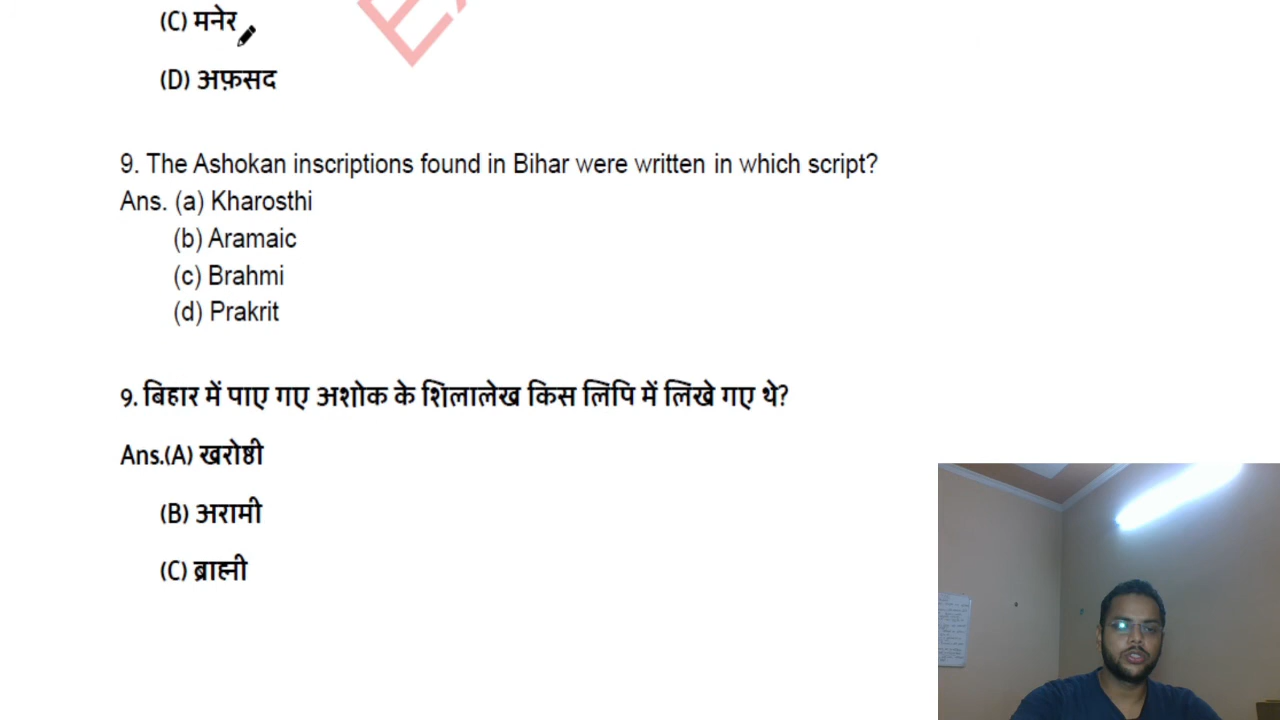 (C) मनेर
(D) अफ़सद
9. The Ashokan inscriptions found in Bihar were written in which script?
Ans. (a) Kharosthi
(b) Aramaic
(c) Brahmi
(d) Prakrit
9. बिहार में पाए गए अशोक के शिलालेख किस लिपि में लिखे गए थे?
Ans.(A) खरोष्ठी
(B) अरामी
(C) ब्राह्मी